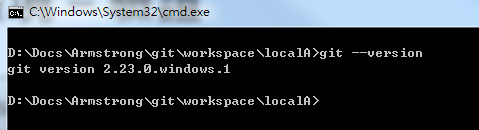 C:\Windows\System32\cmd.exe
D:\Docs\Armstrong\git\workspace\localA>git --version
git version 2.23.0.windows.1
D:\Docs\Armstrong\git\workspace\localA>